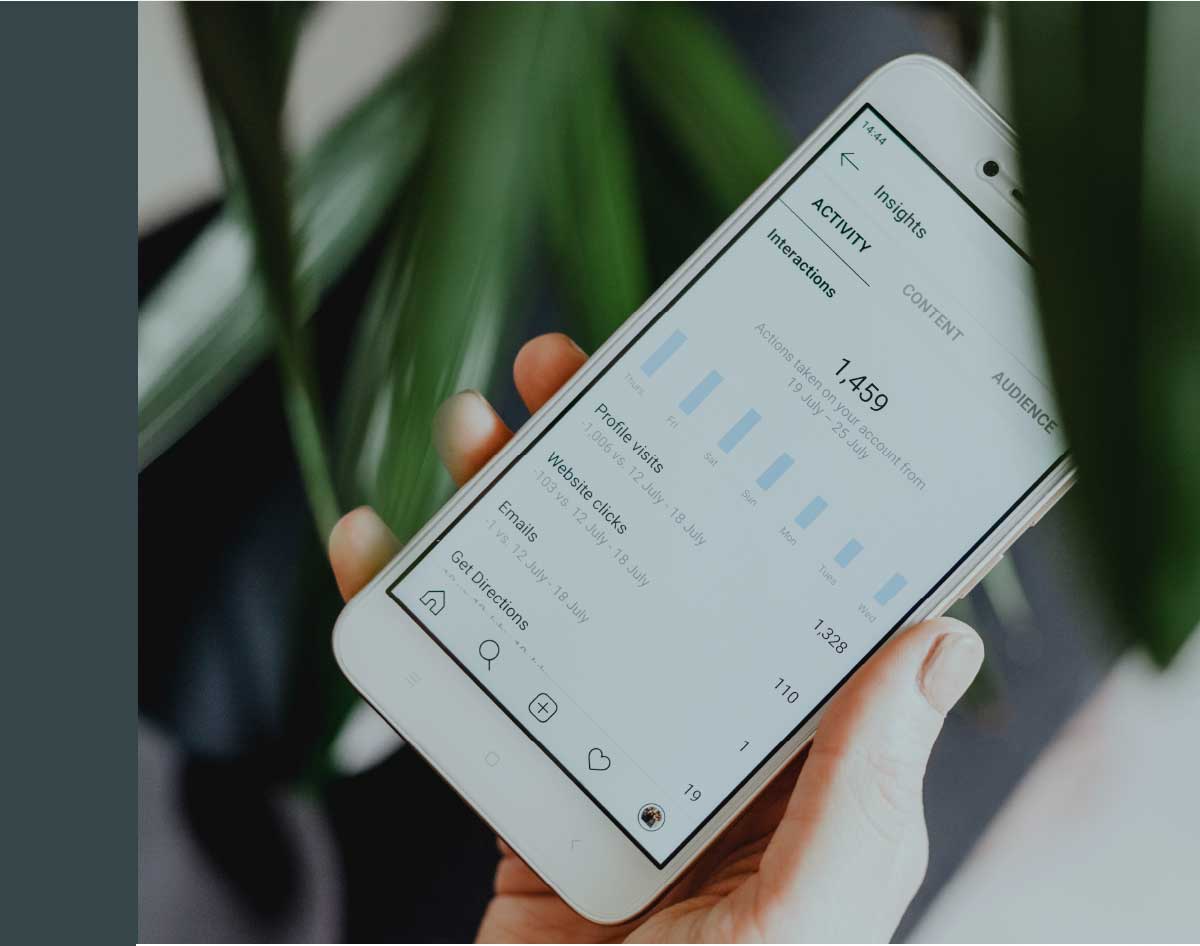 14:44
Insights
ACTIVITY
CONTENT
AUDIENCE
Interactions
1,459
Actions taken on your account from
19 July - 25 July
Thurs
Fri
Sat
Sun
Mon
Tues
Wed
Profile visits
1,328
-1,006 vs. 12 July - 18 July
Website clicks
110
-103 vs. 12 July - 18 July
Emails
1
-1 vs. 12 July - 18 July
Get Directions
19